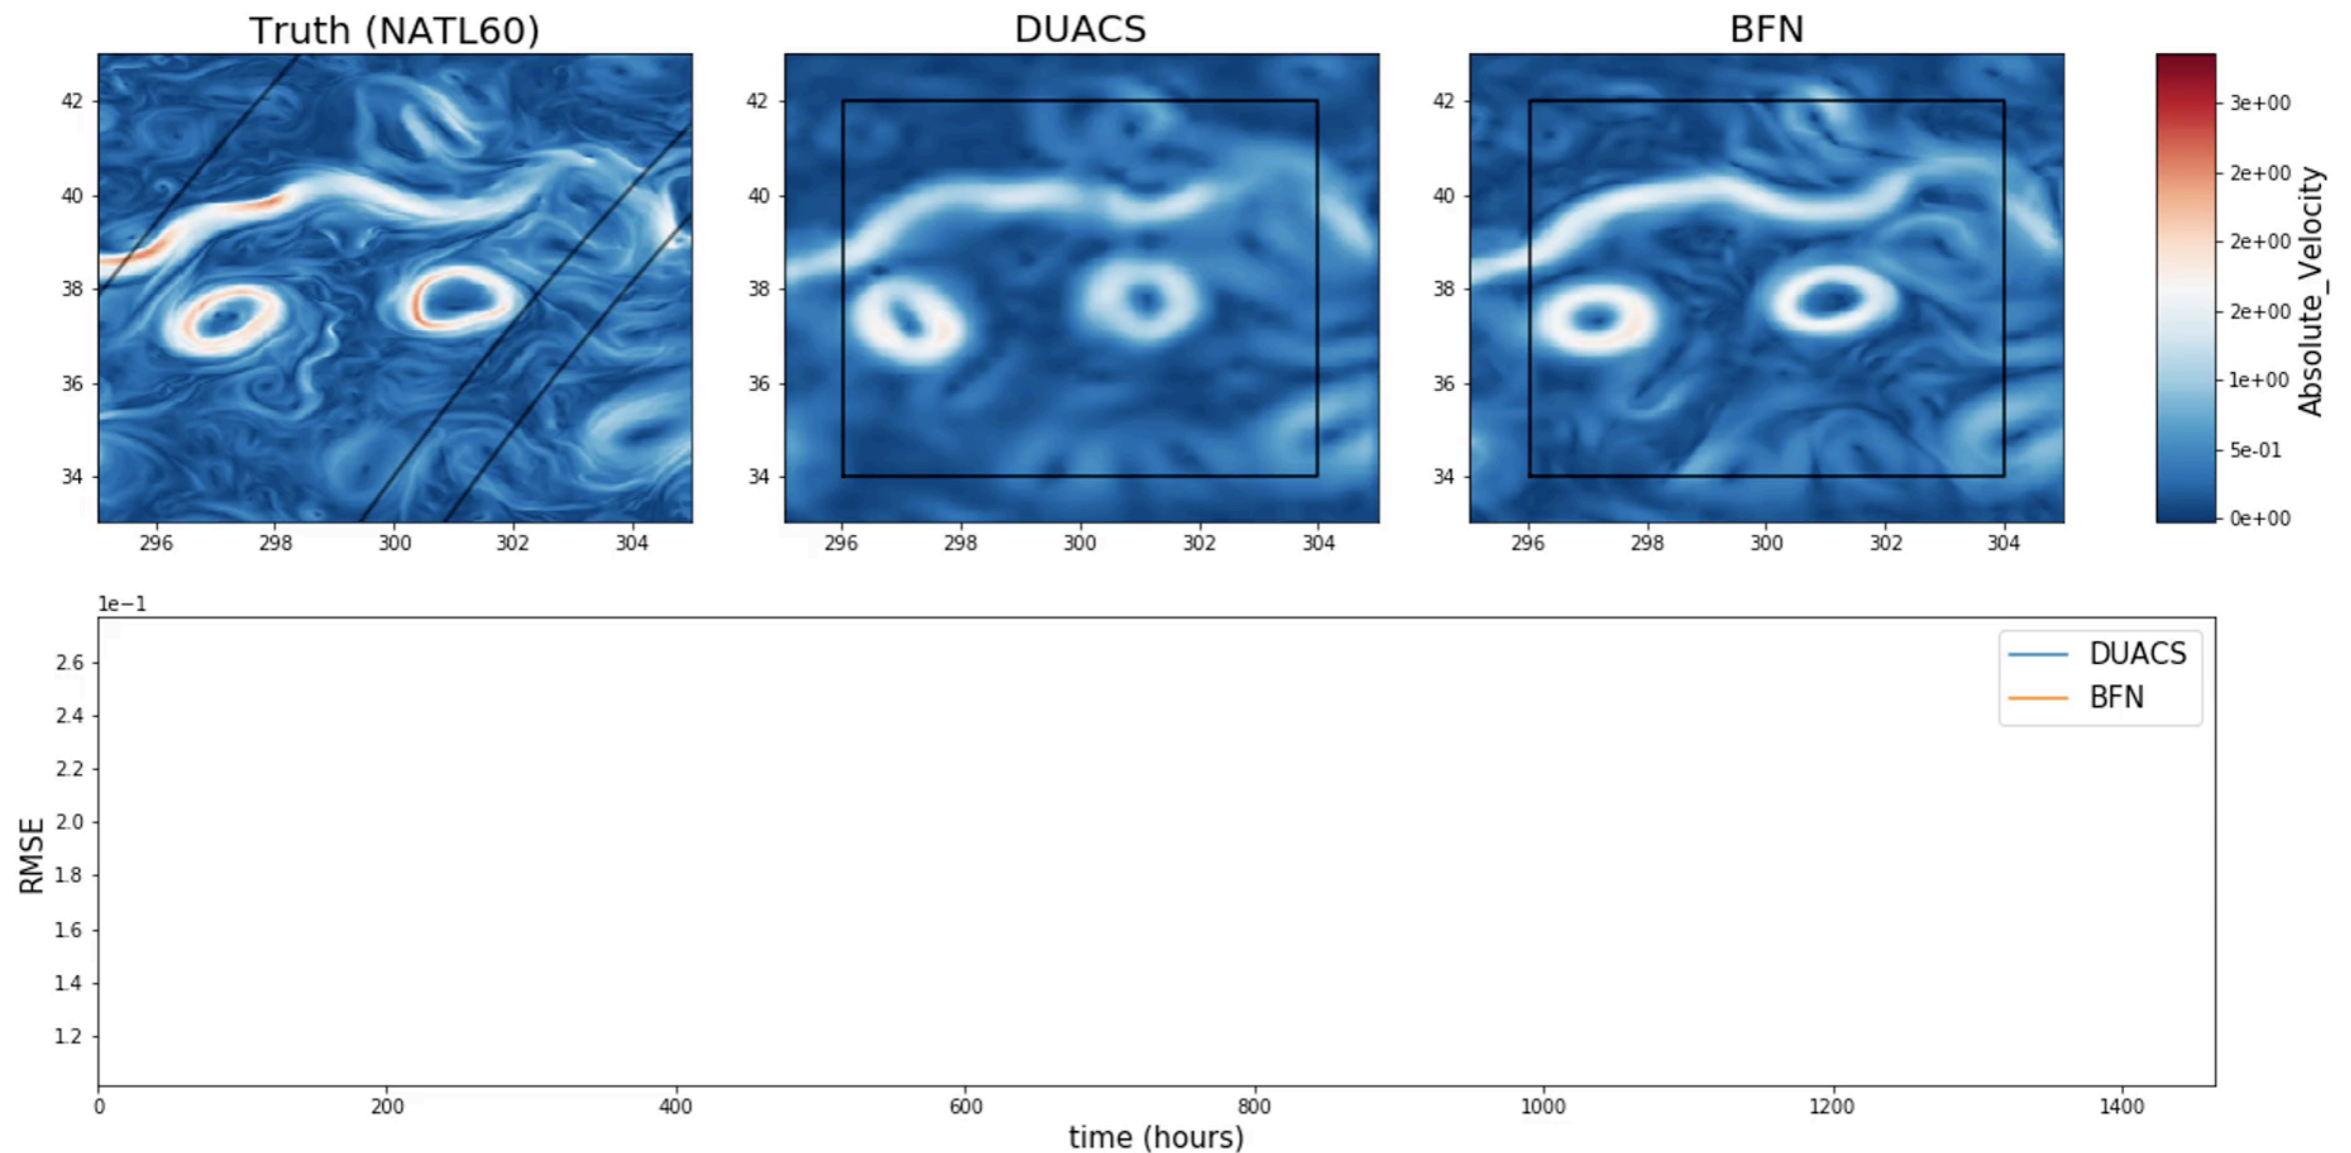 Truth (NATL60)
DUACS
BFN
42
40
38
36
34
296 298 300 302 304
42
40
38
36
34
296 298 300 302 304
42
40
38
36
34
296 298 300 302 304
3e+00
2e+00
2e+00
2e+00
1e+00
5e-01
0e+00
Absolute_Velocity
1e−1
2.6
2.4
2.2
2.0
1.8
1.6
1.4
1.2
RMSE
DUACS
BFN
0 200 400 600 800 1000 1200 1400
time (hours)